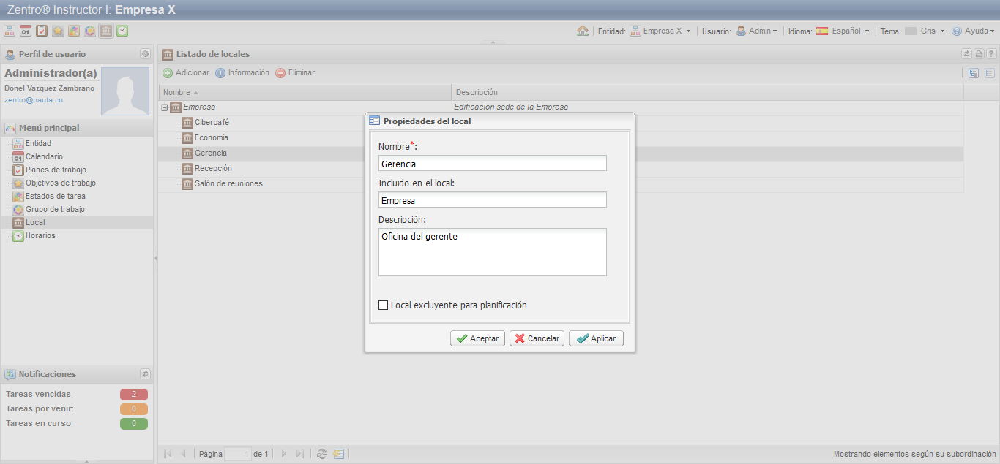 Zentro® Instructor I: Empresa X
01
Entidad: Empresa X Usuario: Admin Idioma: Español Tema: Gris Ayuda
Perfil de usuario
Administrador(a)
Donel Vazquez Zambrano
zentro@nauta.cu
Menú principal
Entidad
01 Calendario
Planes de trabajo
Objetivos de trabajo
Estados de tarea
Grupo de trabajo
Local
Horarios
Notificaciones
Tareas vencidas: 2
Tareas por venir: 0
Tareas en curso: 0
Listado de locales
Adicionar Información Eliminar
Nombre Descripción
Empresa Edificacion sede de la Empresa
Cibercafé
Economía
Gerencia
Recepción
Salón de reuniones
Propiedades del local
Nombre*:
Gerencia
Incluido en el local:
Empresa
Descripción:
Oficina del gerente
Local excluyente para planificación
Aceptar Cancelar Aplicar
Página 1 de 1
Mostrando elementos según su subordinación